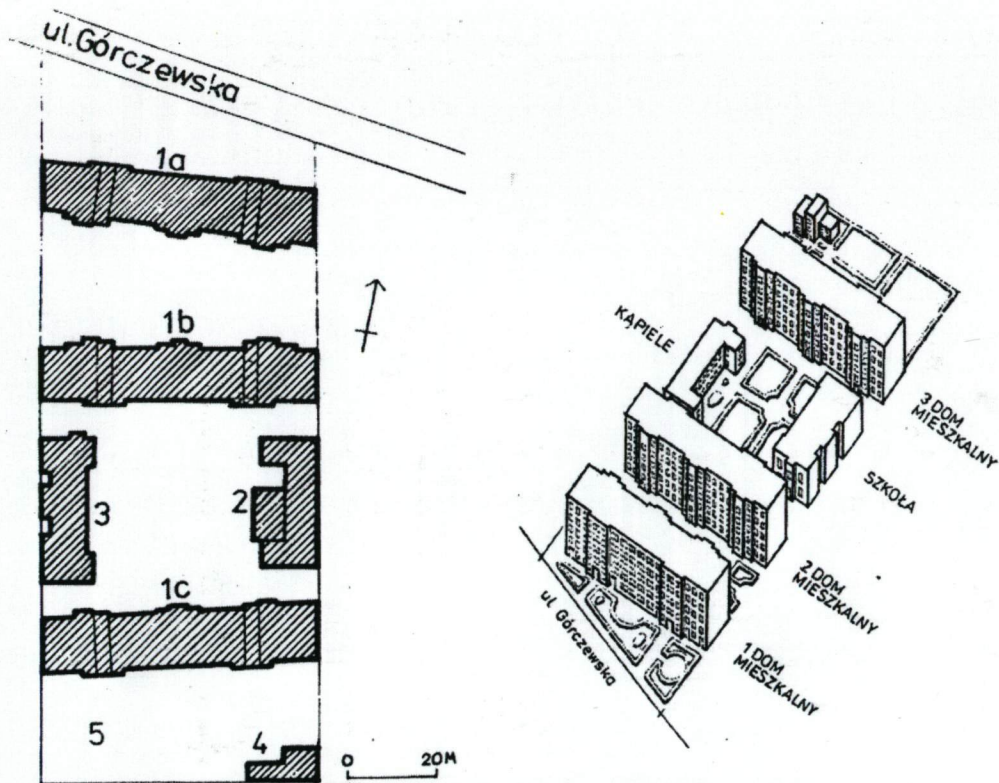 ul. Górczewska
1a
1b
3
2
1c
5
4
0 20M
KĄPIELE
3 DOM
MIESZKALNY
SZKOŁA
2 DOM
MIESZKALNY
1 DOM
MIESZKALNY
ul. Górczewska